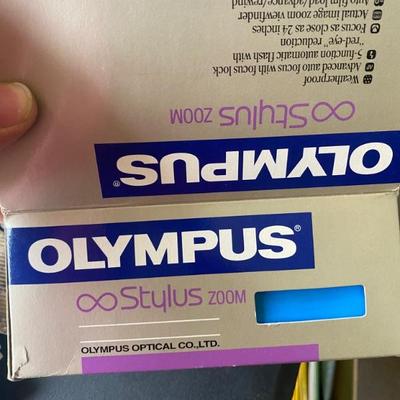 Auto film load/advance/rewind
Actual image zoom viewfinder
Focus as close as 24 inches
"red-eye" reduction
5-function automatic flash with
Advanced auto focus with focus lock
Weatherproof
∞ Stylus ZOOM
OLYMPUS®
OLYMPUS®
∞ Stylus ZOOM
OLYMPUS OPTICAL CO.,LTD.